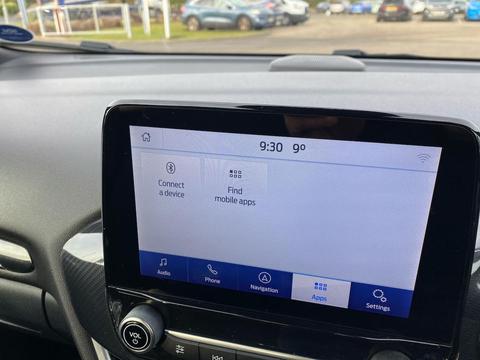 9:30 9°
Connect
a device
Find
mobile apps
Audio
Phone
Navigation
Apps
Settings
VOL